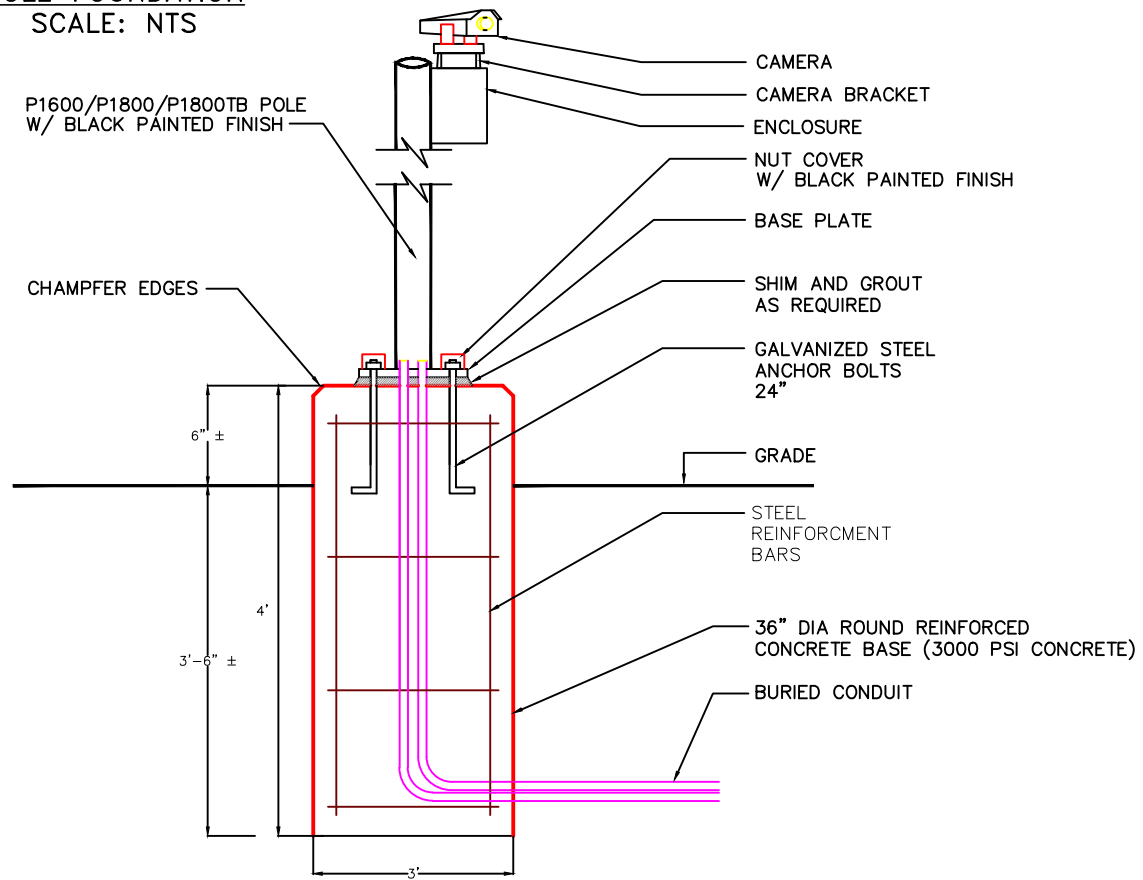 FOUNDATION
SCALE: NTS
P1600/P1800/P1800TB POLE
W/ BLACK PAINTED FINISH
CHAMPFER EDGES
CAMERA
CAMERA BRACKET
ENCLOSURE
NUT COVER
W/ BLACK PAINTED FINISH
BASE PLATE
SHIM AND GROUT
AS REQUIRED
GALVANIZED STEEL
ANCHOR BOLTS
24"
GRADE
STEEL
REINFORCMENT
BARS
36" DIA ROUND REINFORCED
CONCRETE BASE (3000 PSI CONCRETE)
BURIED CONDUIT
6" ±
4'
3'-6" ±
3'